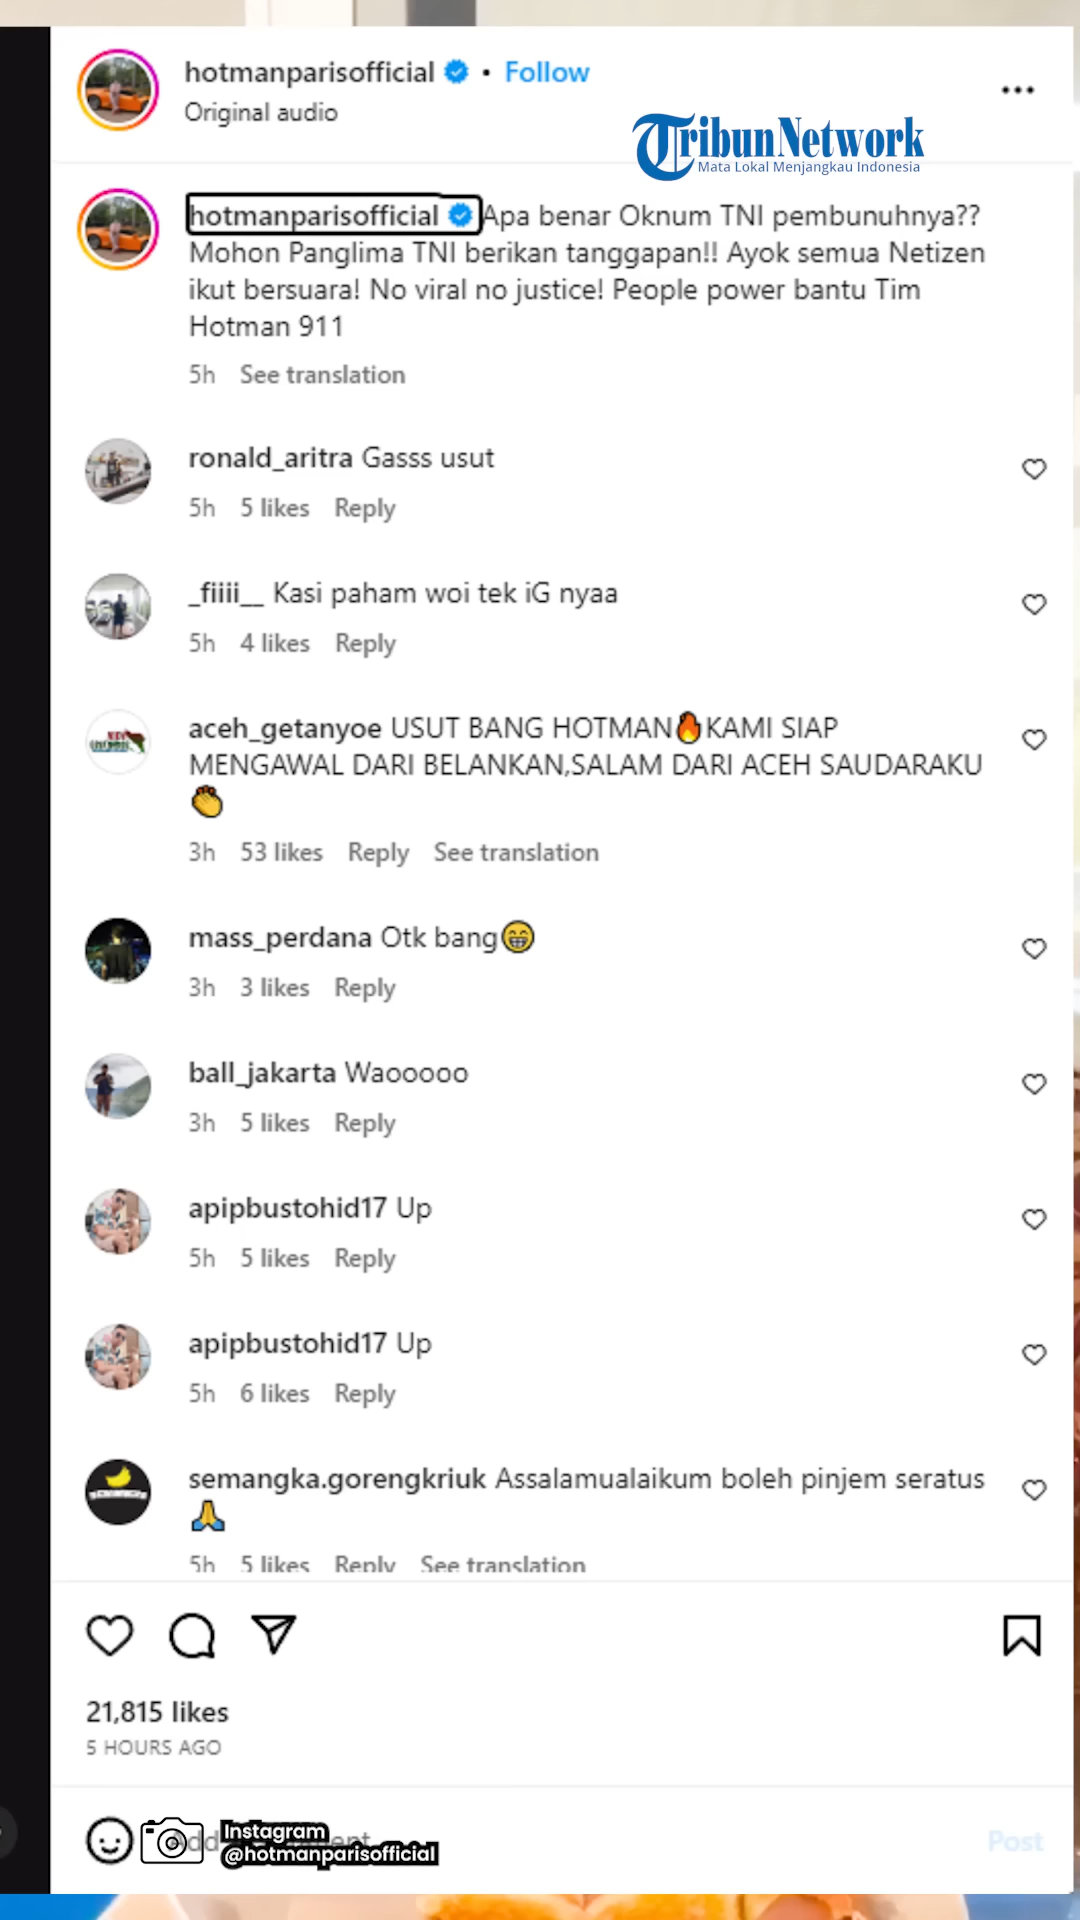 hotmanparisofficial • Follow
Original audio
TribunNetwork
Mata Lokal Menjangkau Indonesia
hotmanparisofficial Apa benar Oknum TNI pembunuhnya??
Mohon Panglima TNI berikan tanggapan!! Ayok semua Netizen
ikut bersuara! No viral no justice! People power bantu Tim
Hotman 911
5h See translation
ronald_aritra Gasss usut
5h 5 likes Reply
_fiiii__ Kasi paham woi tek iG nyaa
5h 4 likes Reply
aceh_getanyoe USUT BANG HOTMAN🔥KAMI SIAP
MENGAWAL DARI BELANKAN,SALAM DARI ACEH SAUDARAKU
👏
3h 53 likes Reply See translation
mass_perdana Otk bang😁
3h 3 likes Reply
ball_jakarta Waooooo
3h 5 likes Reply
apipbustohid17 Up
5h 5 likes Reply
apipbustohid17 Up
5h 6 likes Reply
semangka.gorengkriuk Assalamualaikum boleh pinjem seratus
🙏
5h 5 likes Reply See translation
21,815 likes
5 HOURS AGO
Instagram
@hotmanparisofficial
Post